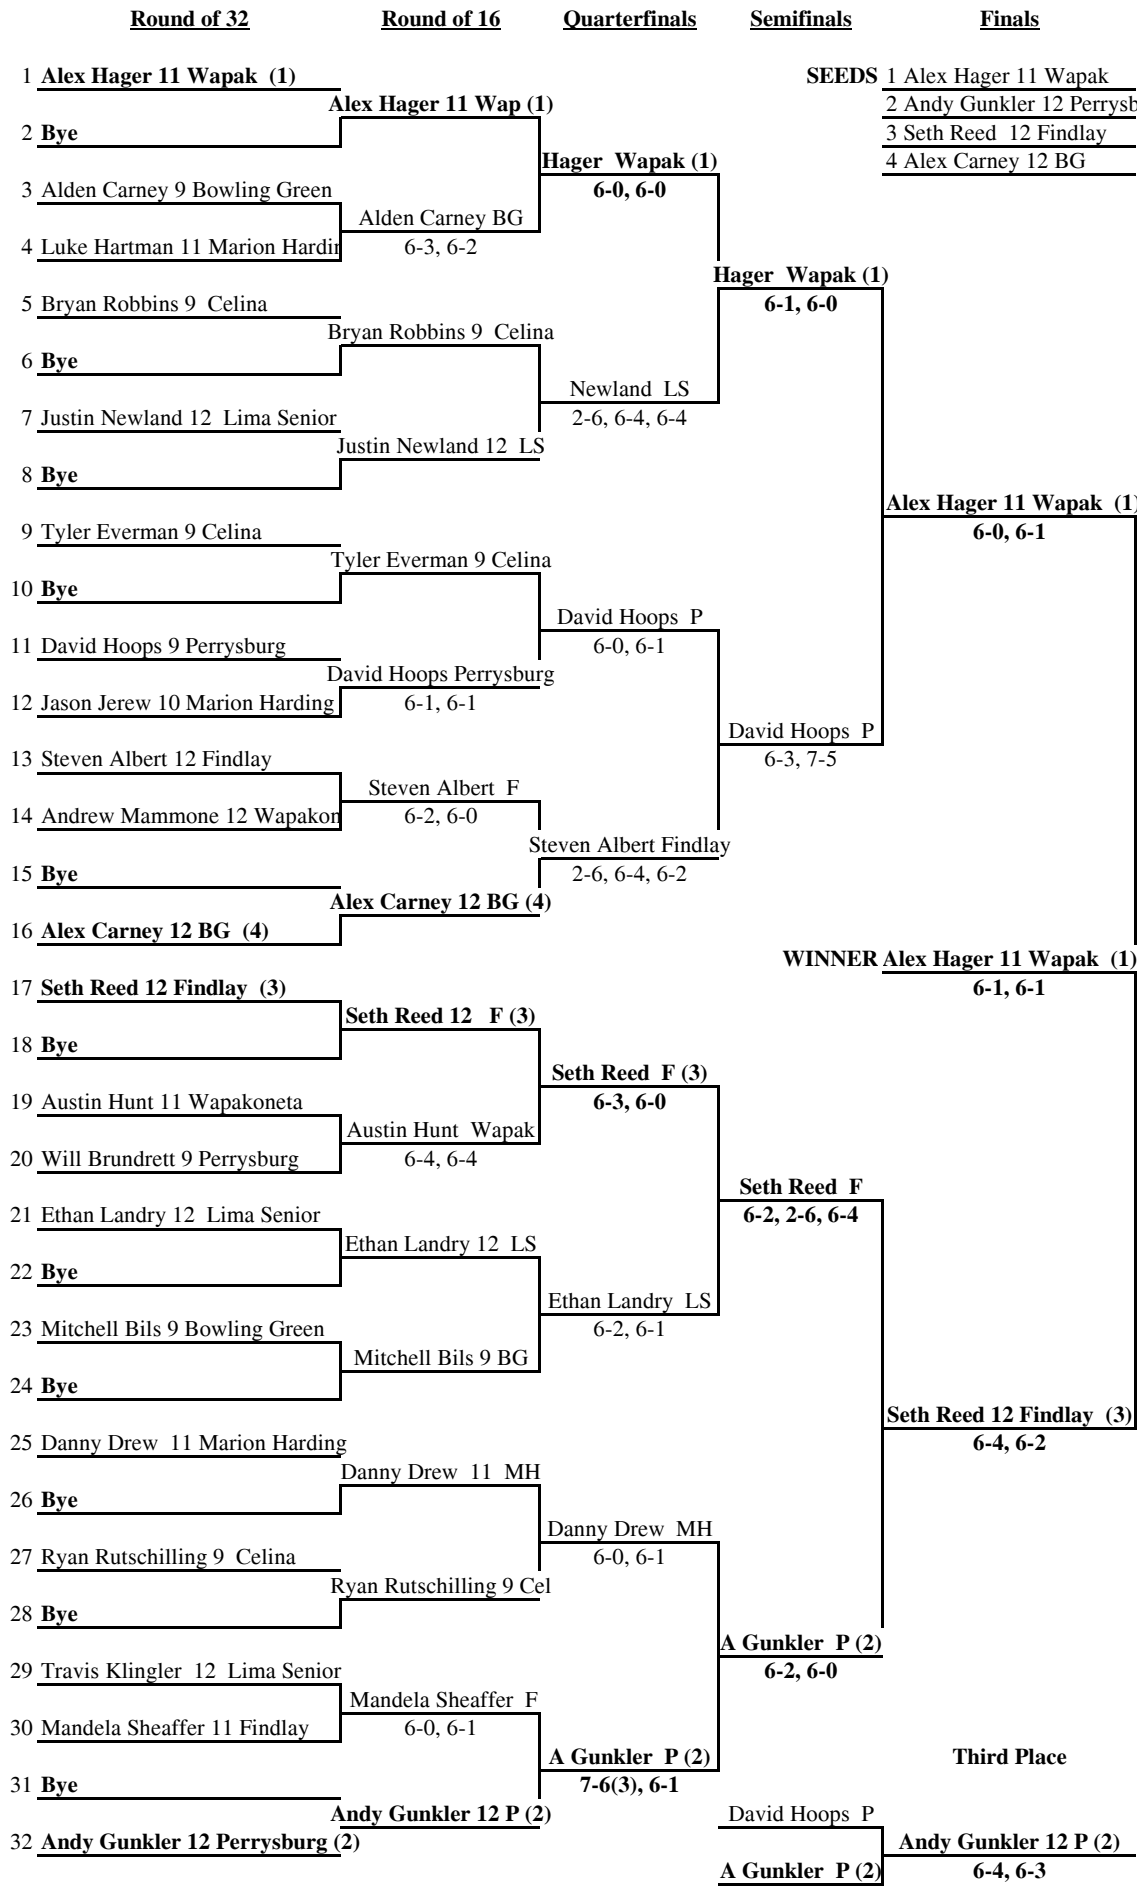 Round of 32 Round of 16 Quarterfinals Semifinals Finals
1 Alex Hager 11 Wapak (1)
SEEDS 1 Alex Hager 11 Wapak
Alex Hager 11 Wap (1)
2 Andy Gunkler 12 Perrysb
2 Bye
3 Seth Reed 12 Findlay
Hager Wapak (1)
4 Alex Carney 12 BG
3 Alden Carney 9 Bowling Green
6-0, 6-0
Alden Carney BG
4 Luke Hartman 11 Marion Hardin
6-3, 6-2
Hager Wapak (1)
5 Bryan Robbins 9 Celina
6-1, 6-0
Bryan Robbins 9 Celina
6 Bye
Newland LS
7 Justin Newland 12 Lima Senior
2-6, 6-4, 6-4
Justin Newland 12 LS
8 Bye
Alex Hager 11 Wapak (1)
9 Tyler Everman 9 Celina
6-0, 6-1
Tyler Everman 9 Celina
10 Bye
David Hoops P
11 David Hoops 9 Perrysburg
6-0, 6-1
David Hoops Perrysburg
12 Jason Jerew 10 Marion Harding
6-1, 6-1
David Hoops P
13 Steven Albert 12 Findlay
6-3, 7-5
Steven Albert F
14 Andrew Mammone 12 Wapakon
6-2, 6-0
Steven Albert Findlay
15 Bye
2-6, 6-4, 6-2
Alex Carney 12 BG (4)
16 Alex Carney 12 BG (4)
WINNER Alex Hager 11 Wapak (1)
17 Seth Reed 12 Findlay (3)
6-1, 6-1
Seth Reed 12 F (3)
18 Bye
Seth Reed F (3)
19 Austin Hunt 11 Wapakoneta
6-3, 6-0
Austin Hunt Wapak
20 Will Brundrett 9 Perrysburg
6-4, 6-4
Seth Reed F
21 Ethan Landry 12 Lima Senior
6-2, 2-6, 6-4
Ethan Landry 12 LS
22 Bye
Ethan Landry LS
23 Mitchell Bils 9 Bowling Green
6-2, 6-1
Mitchell Bils 9 BG
24 Bye
Seth Reed 12 Findlay (3)
25 Danny Drew 11 Marion Harding
6-4, 6-2
Danny Drew 11 MH
26 Bye
Danny Drew MH
27 Ryan Rutschilling 9 Celina
6-0, 6-1
Ryan Rutschilling 9 Cel
28 Bye
A Gunkler P (2)
29 Travis Klingler 12 Lima Senior
6-2, 6-0
Mandela Sheaffer F
30 Mandela Sheaffer 11 Findlay
6-0, 6-1
A Gunkler P (2)
Third Place
31 Bye
7-6(3), 6-1
Andy Gunkler 12 P (2)
David Hoops P
32 Andy Gunkler 12 Perrysburg (2)
Andy Gunkler 12 P (2)
A Gunkler P (2)
6-4, 6-3